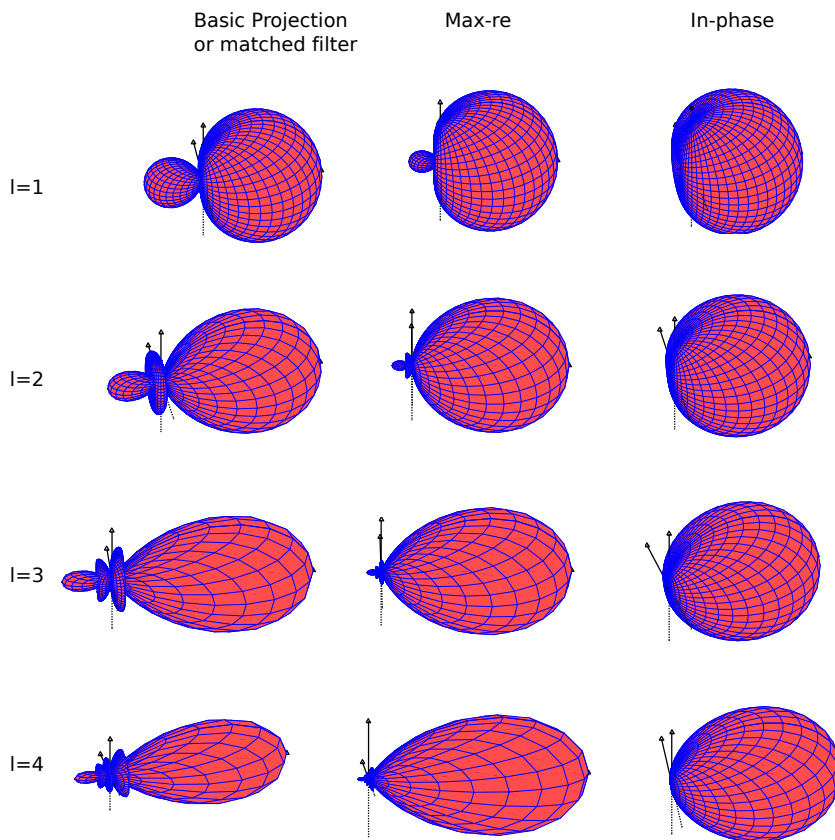 Basic Projection
or matched filter
Max-re
In-phase
l=1
l=2
l=3
l=4